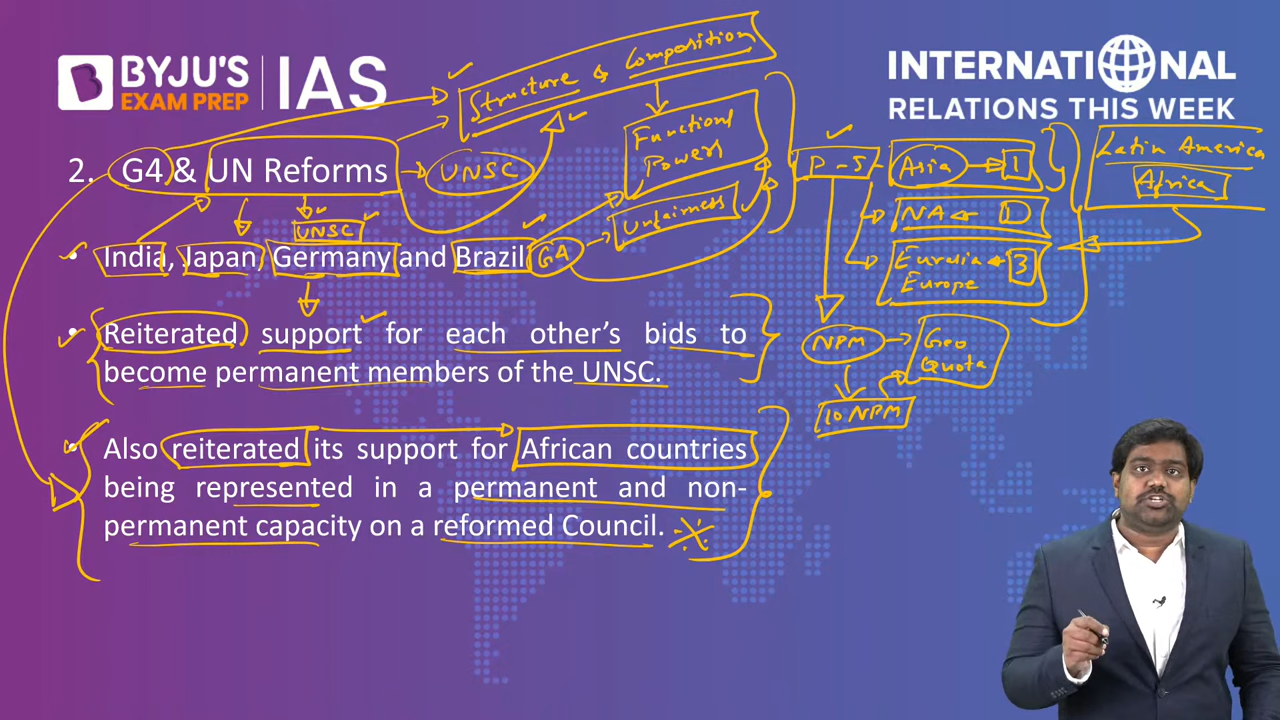 BYJU'S
EXAM PREP
IAS
INTERNATIONAL
RELATIONS THIS WEEK
Structure & Composition
Functions
Powers
Unfairness
2. G4 & UN Reforms
UNSC
UNSC
• India, Japan, Germany and Brazil
GA
• Reiterated support for each other's bids to
become permanent members of the UNSC.
• Also reiterated its support for African countries
being represented in a permanent and non-
permanent capacity on a reformed Council.
P-5
Asia 1
NA 1
Eurasia 3
Europe
Latin America
Africa
NPM
Geo
Quota
10 NPM